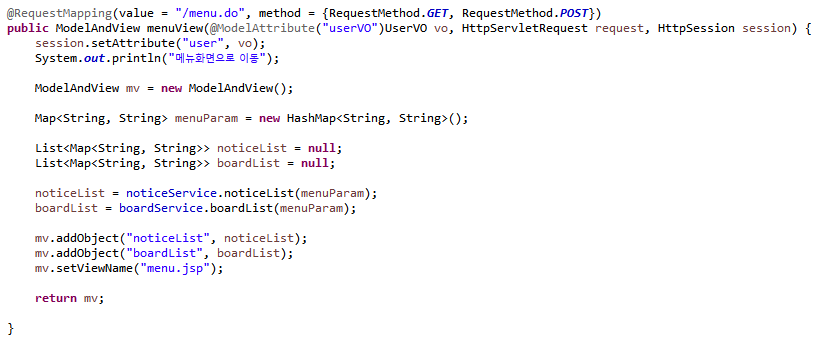 @RequestMapping(value = "/menu.do", method = {RequestMethod.GET, RequestMethod.POST})
public ModelAndView menuView(@ModelAttribute("userVO")UserVO vo, HttpServletRequest request, HttpSession session) {
session.setAttribute("user", vo);
System.out.println("메뉴화면으로 이동");
ModelAndView mv = new ModelAndView();
Map<String, String> menuParam = new HashMap<String, String>();
List<Map<String, String>> noticeList = null;
List<Map<String, String>> boardList = null;
noticeList = noticeService.noticeList(menuParam);
boardList = boardService.boardList(menuParam);
mv.addObject("noticeList", noticeList);
mv.addObject("boardList", boardList);
mv.setViewName("menu.jsp");
return mv;
}